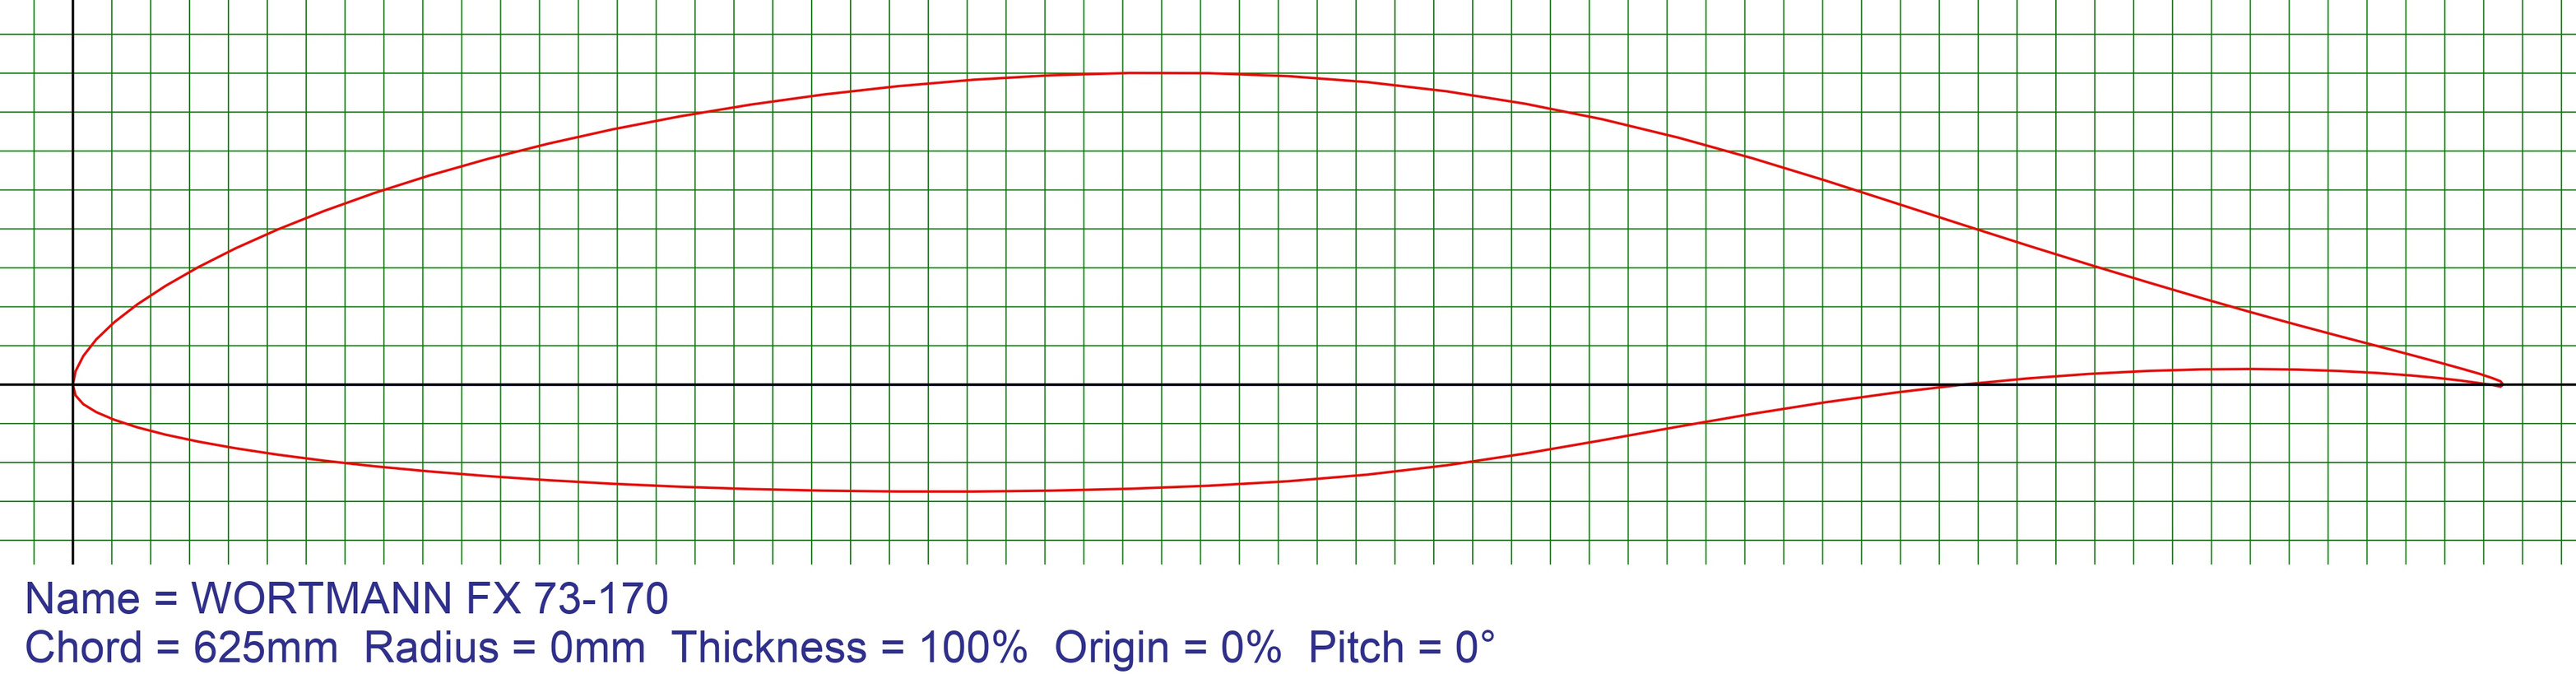 Name = WORTMANN FX 73-170
Chord = 625mm  Radius = 0mm  Thickness = 100%  Origin = 0%  Pitch = 0°